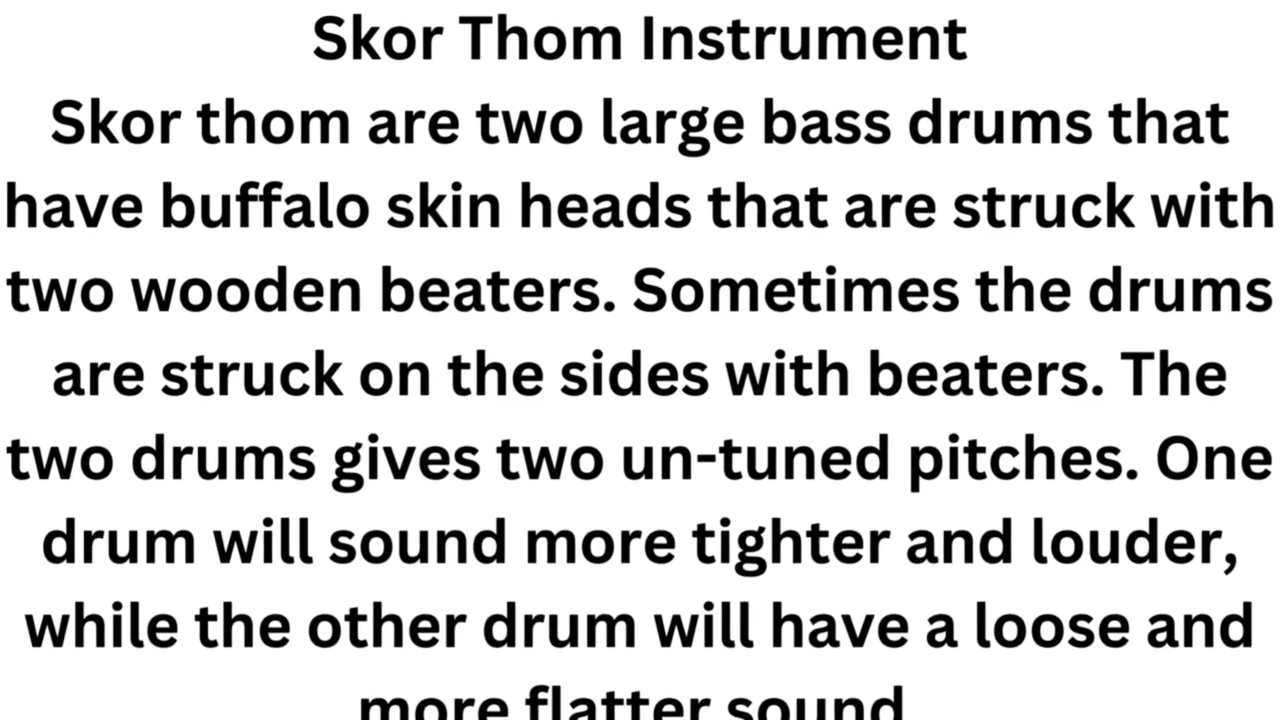 Skor Thom Instrument
Skor thom are two large bass drums that
have buffalo skin heads that are struck with
two wooden beaters. Sometimes the drums
are struck on the sides with beaters. The
two drums gives two un-tuned pitches. One
drum will sound more tighter and louder,
while the other drum will have a loose and
more flatter sound